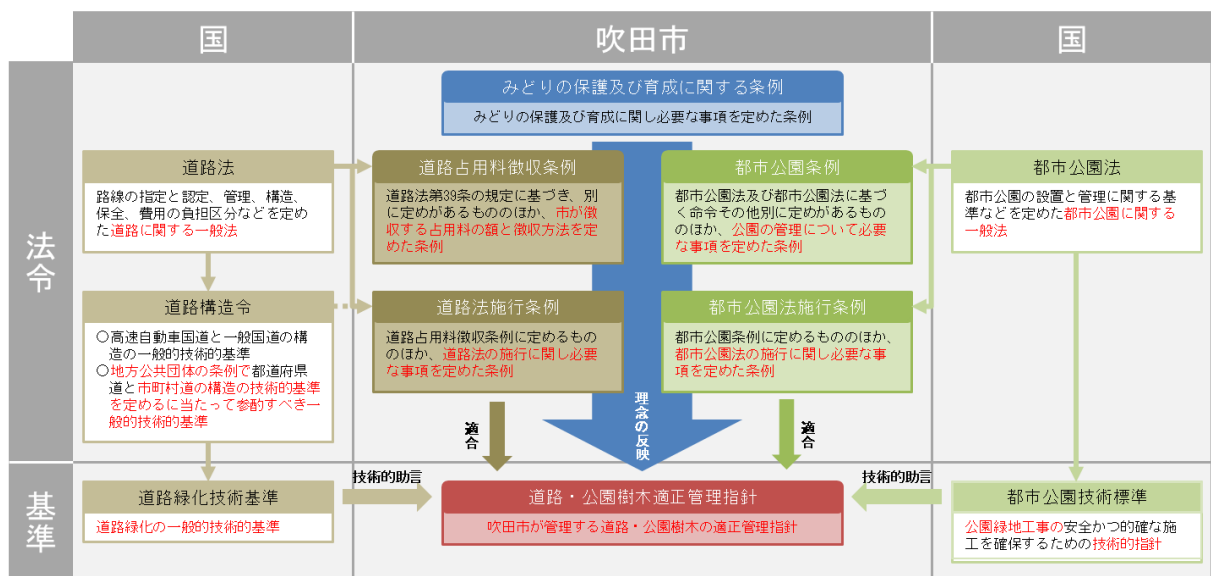 国
吹田市
国
法令
みどりの保護及び育成に関する条例
みどりの保護及び育成に関し必要な事項を定めた条例
道路法
路線の指定と認定、管理、構造、
保全、費用の負担区分などを定め
た道路に関する一般法
道路占用料徴収条例
道路法第39条の規定に基づき、別
に定めがあるもののほか、市が徴
収する占用料の額と徴収方法を定
めた条例
都市公園条例
都市公園法及び都市公園法に基づ
く命令その他別に定めがあるもの
のほか、公園の管理について必要
な事項を定めた条例
都市公園法
都市公園の設置と管理に関する基
準などを定めた都市公園に関する
一般法
道路構造令
○高速自動車国道と一般国道の構
造の一般的技術的基準
○地方公共団体の条例で都道府県
道と市町村道の構造の技術的基準
を定めるに当たって参酌すべき一
般的技術的基準
道路法施行条例
道路占用料徴収条例に定めるもの
のほか、道路法の施行に関し必要
な事項を定めた条例
都市公園法施行条例
都市公園条例に定めるもののほか、
都市公園法の施行に関し必要な事
項を定めた条例
適合
理念の反映
適合
基準
道路緑化技術基準
道路緑化の一般的技術的基準
技術的助言
道路・公園樹木適正管理指針
吹田市が管理する道路・公園樹木の適正管理指針
技術的助言
都市公園技術標準
公園緑地工事の安全かつ的確な施
工を確保するための技術的指針